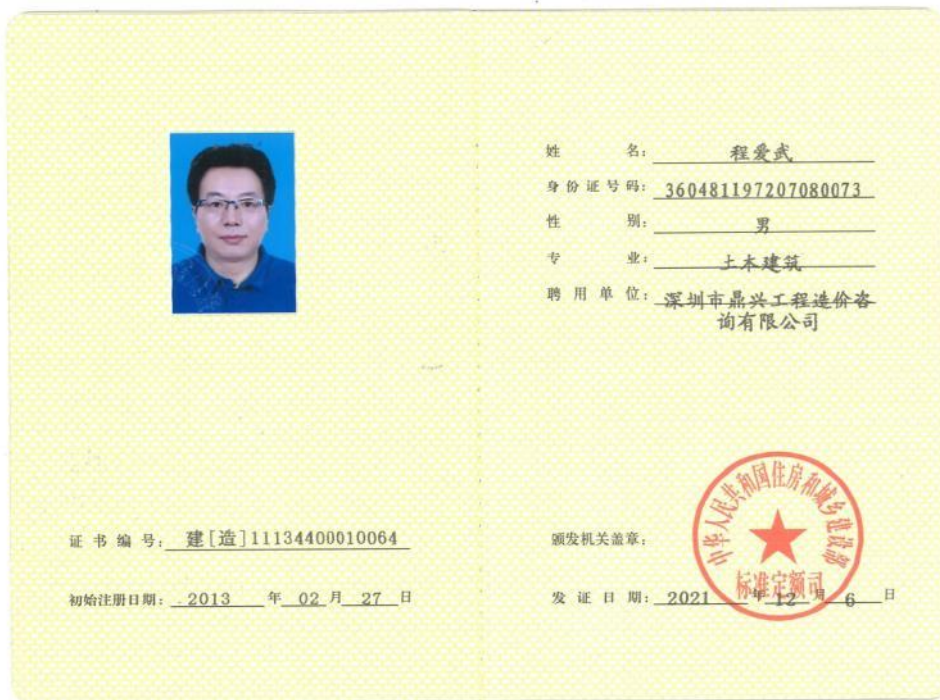 姓 名: 程爱武
身份证号码: 360481197207080073
性 别: 男
专 业: 土木建筑
聘用单位: 深圳市鼎兴工程造价咨
询有限公司
证书编号: 建[造]11134400010064
初始注册日期: 2013 年 02 月 27 日
颁发机关盖章:
中华人民共和国住房和城乡建设部
标准定额司
发证日期: 2021 年 12 月 6 日